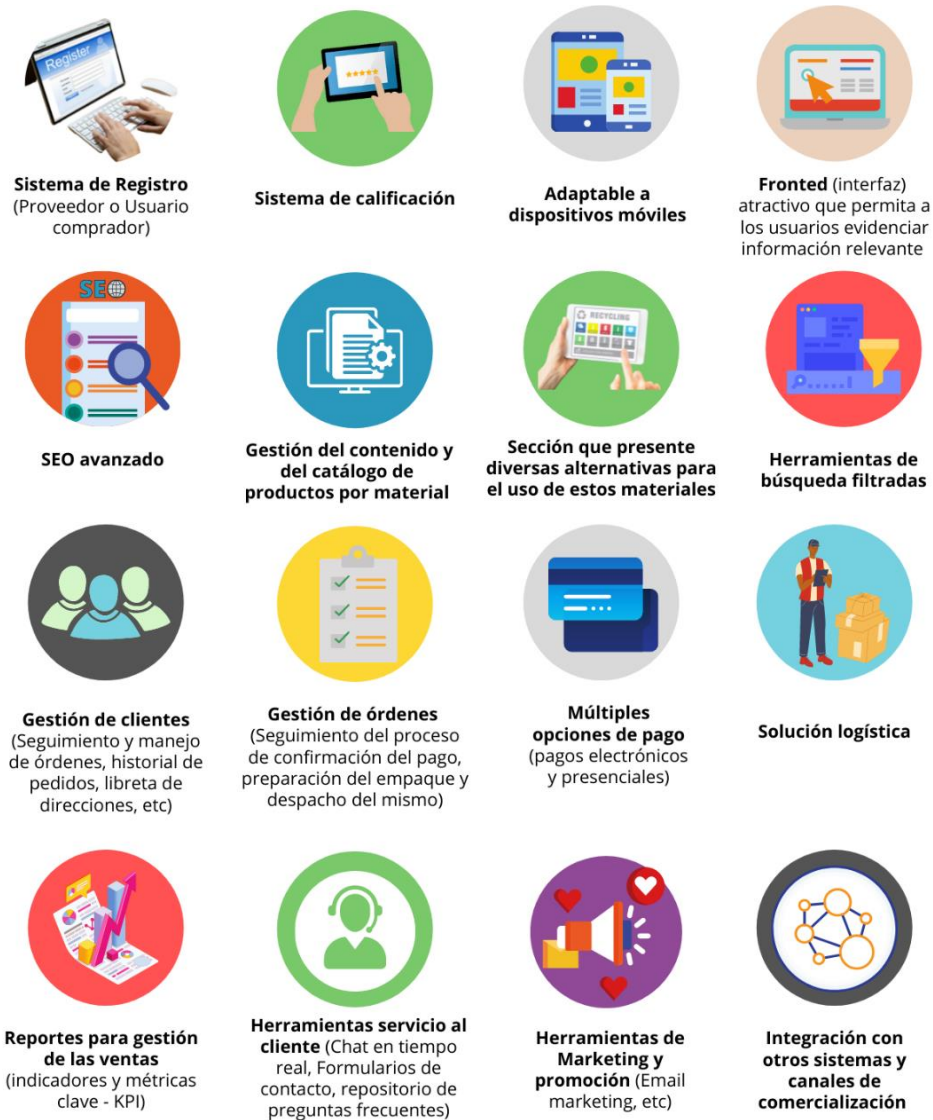 Register
Sistema de Registro
(Proveedor o Usuario
comprador)
Sistema de calificación
Adaptable a
dispositivos móviles
Fronted (interfaz)
atractivo que permita a
los usuarios evidenciar
información relevante
SEO
SEO avanzado
Gestión del contenido y
del catálogo de
productos por material
RECYCLING
Sección que presente
diversas alternativas para
el uso de estos materiales
Herramientas de
búsqueda filtradas
Gestión de clientes
(Seguimiento y manejo
de órdenes, historial de
pedidos, libreta de
direcciones, etc)
Gestión de órdenes
(Seguimiento del proceso
de confirmación del pago,
preparación del empaque y
despacho del mismo)
Múltiples
opciones de pago
(pagos electrónicos
y presenciales)
Solución logística
Reportes para gestión
de las ventas
(indicadores y métricas
clave - KPI)
Herramientas servicio al
cliente (Chat en tiempo
real, Formularios de
contacto, repositorio de
preguntas frecuentes)
Herramientas de
Marketing y
promoción (Email
marketing, etc)
Integración con
otros sistemas y
canales de
comercialización